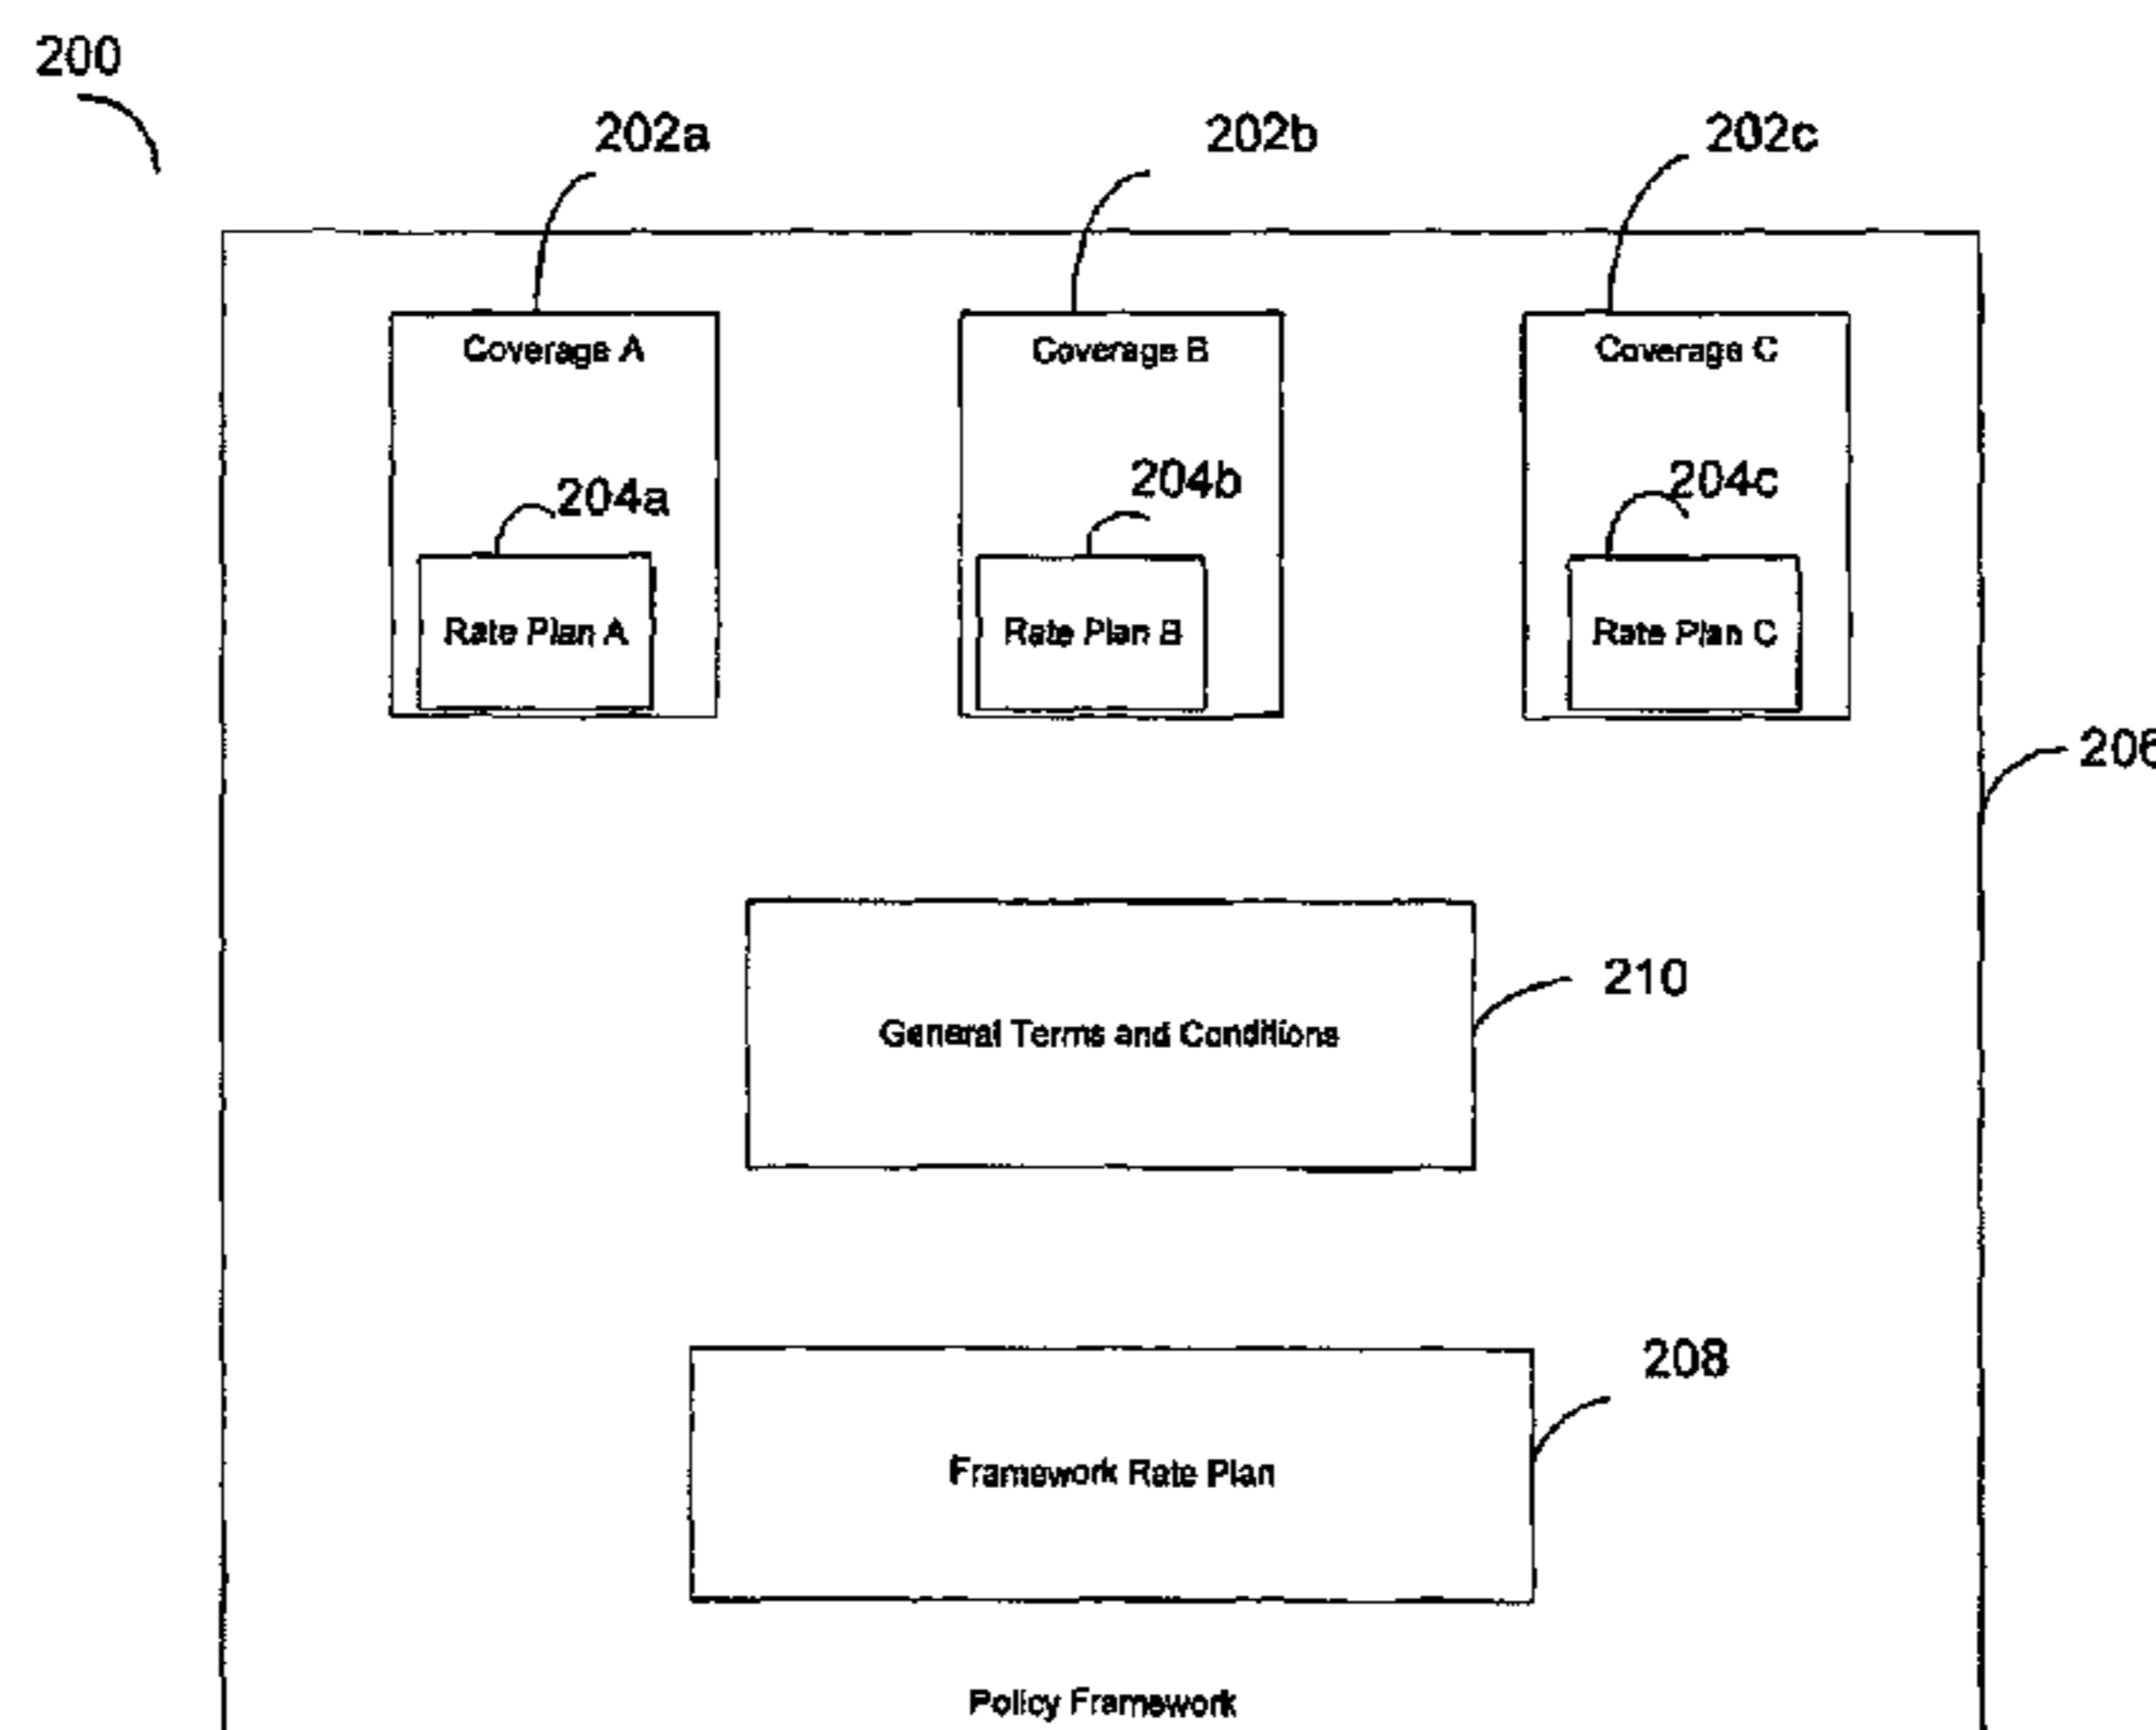 200
202a
202b
202c
Coverage A
Coverage B
Coverage C
204a
204b
204c
Rate Plan A
Rate Plan B
Rate Plan C
206
210
General Terms and Conditions
208
Framework Rate Plan
Policy Framework